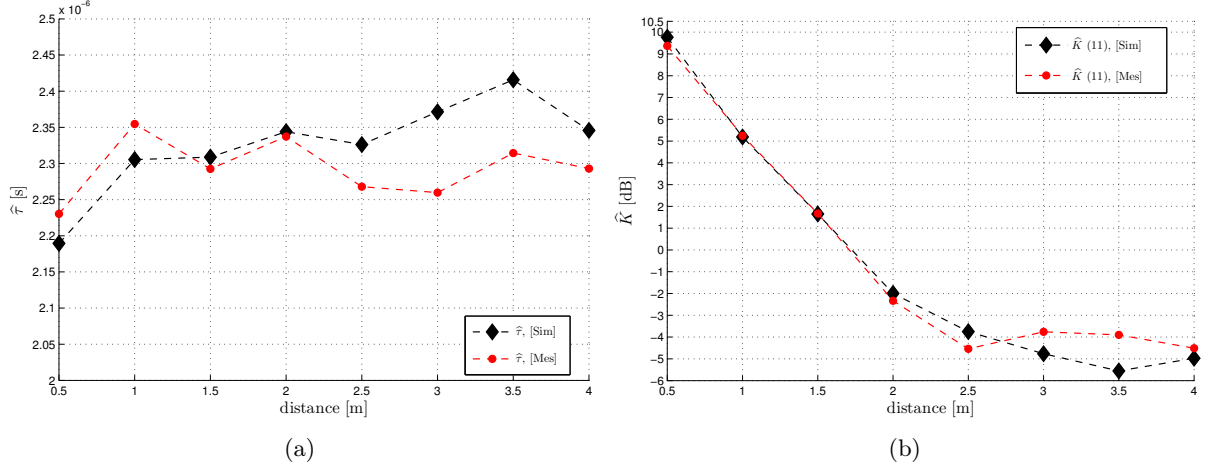 x 10⁻⁶
2.5
2.45
2.4
2.35
2.3
2.25
2.2
2.15
2.1
2.05
2
τ̂ [s]
0.5 1 1.5 2 2.5 3 3.5 4
distance [m]
τ̂, [Sim]
τ̂, [Mes]
(a)
10.5
10
9
8
7
6
5
4
3
2
1
0
−1
−2
−3
−4
−5
−6
K̂ [dB]
0.5 1 1.5 2 2.5 3 3.5 4
distance [m]
K̂ (11), [Sim]
K̂ (11), [Mes]
(b)